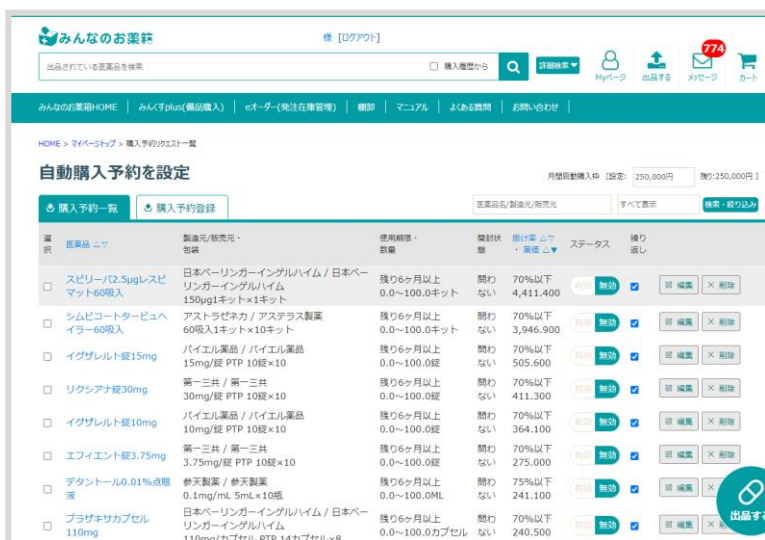 みんなのお薬箱
様 [ログアウト]
出品されている医薬品を検索
購入履歴から
詳細検索▼
Myページ
出品する
774
メッセージ
カート
みんなのお薬箱HOME | みんくすplus(備品購入) | eオーダー(発注在庫管理) | 棚卸 | マニュアル | よくある質問 | お問い合わせ |
HOME > マイページトップ > 購入予約リクエスト一覧
自動購入予約を設定
月間自動購入枠 [設定: 250,000円 残り:250,000円 ]
購入予約一覧
購入予約登録
医薬品名/製造元/販売元
すべて表示
検索・絞り込み
選択
医薬品 △▽
製造元/販売元・包装
使用期限・数量
開封状態
掛け率 △▽・薬価 △▼
ステータス
繰り返し
スピリーバ2.5μgレスピ
マット60吸入
日本ベーリンガーインゲルハイム / 日本ベー
リンガーインゲルハイム
150μg1キット×1キット
残り6ヶ月以上
0.0～100.0キット
問わ
ない
70%以下
4,411.400
有効 無効
編集
× 削除
シムビコートタービュヘ
イラー60吸入
アストラゼネカ / アステラス製薬
60吸入1キット×10キット
残り6ヶ月以上
0.0～100.0キット
問わ
ない
70%以下
3,946.900
有効 無効
編集
× 削除
イグザレルト錠15mg
バイエル薬品 / バイエル薬品
15mg/錠 PTP 10錠×10
残り6ヶ月以上
0.0～100.0錠
問わ
ない
70%以下
505.600
有効 無効
編集
× 削除
リクシアナ錠30mg
第一三共 / 第一三共
30mg/錠 PTP 10錠×10
残り6ヶ月以上
0.0～100.0錠
問わ
ない
70%以下
411.300
有効 無効
編集
× 削除
イグザレルト錠10mg
バイエル薬品 / バイエル薬品
10mg/錠 PTP 10錠×10
残り6ヶ月以上
0.0～100.0錠
問わ
ない
70%以下
364.100
有効 無効
編集
× 削除
エフィエント錠3.75mg
第一三共 / 第一三共
3.75mg/錠 PTP 10錠×10
残り6ヶ月以上
0.0～100.0錠
問わ
ない
70%以下
275.000
有効 無効
編集
× 削除
デタントール0.01%点眼
液
参天製薬 / 参天製薬
0.1mg/mL 5mL×10瓶
残り6ヶ月以上
0.0～100.0ML
問わ
ない
75%以下
241.100
有効 無効
編集
×
プラザキサカプセル
110mg
日本ベーリンガーインゲルハイム / 日本ベー
リンガーインゲルハイム
110mg/カプセル PTP 14カプセル×8
残り6ヶ月以上
0.0～100.0カプセル
問わ
ない
70%以下
240.500
有効 無効
編集
×
出品す